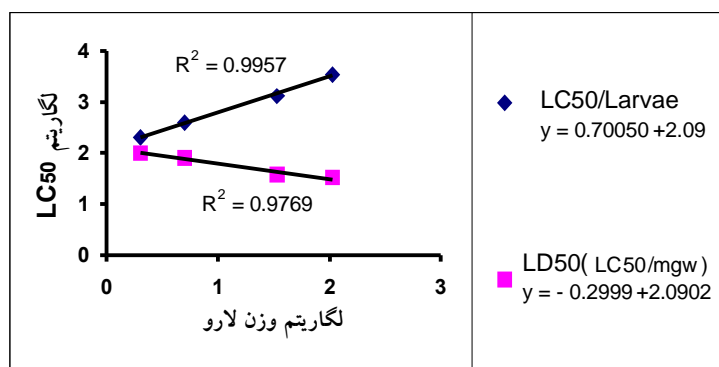 4
3
2
1
0
0 1 2 3
لگاریتم LC50
لگاریتم وزن لارو
R² = 0.9957
R² = 0.9769
LC50/Larvae
y = 0.70050 +2.09
LD50( LC50/mgw )
y = - 0.2999 +2.0902